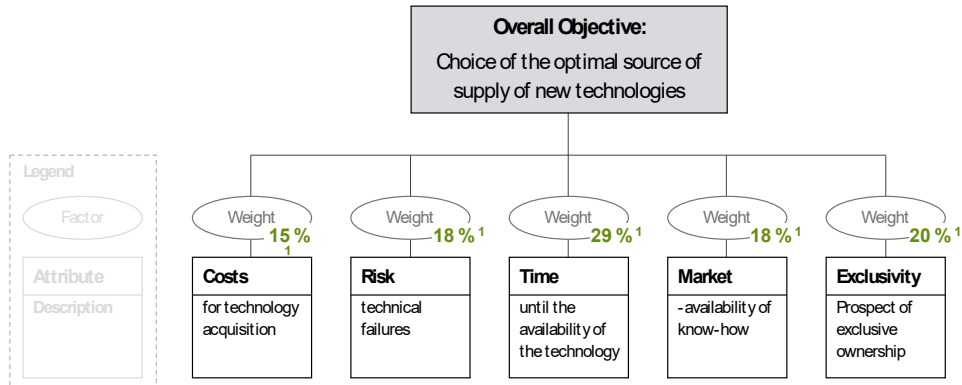 Overall Objective:
Choice of the optimal source of
supply of new technologies
Legend
Factor
Attribute
Description
Weight
15 %
1
Costs
for technology
acquisition
Weight
18 % 1
Risk
technical
failures
Weight
29 % 1
Time
until the
availability of
the technology
Weight
18 % 1
Market
-availability of
know-how
Weight
20 % 1
Exclusivity
Prospect of
exclusive
ownership